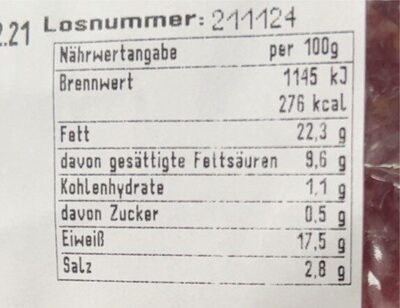 2.21 Losnummer: 211124
Nährwertangabe per 100g
Brennwert 1145 kJ
276 kcal
Fett 22,3 g
davon gesättigte Fettsäuren 9,6 g
Kohlenhydrate 1,1 g
davon Zucker 0,5 g
Eiweiß 17,5 g
Salz 2,8 g